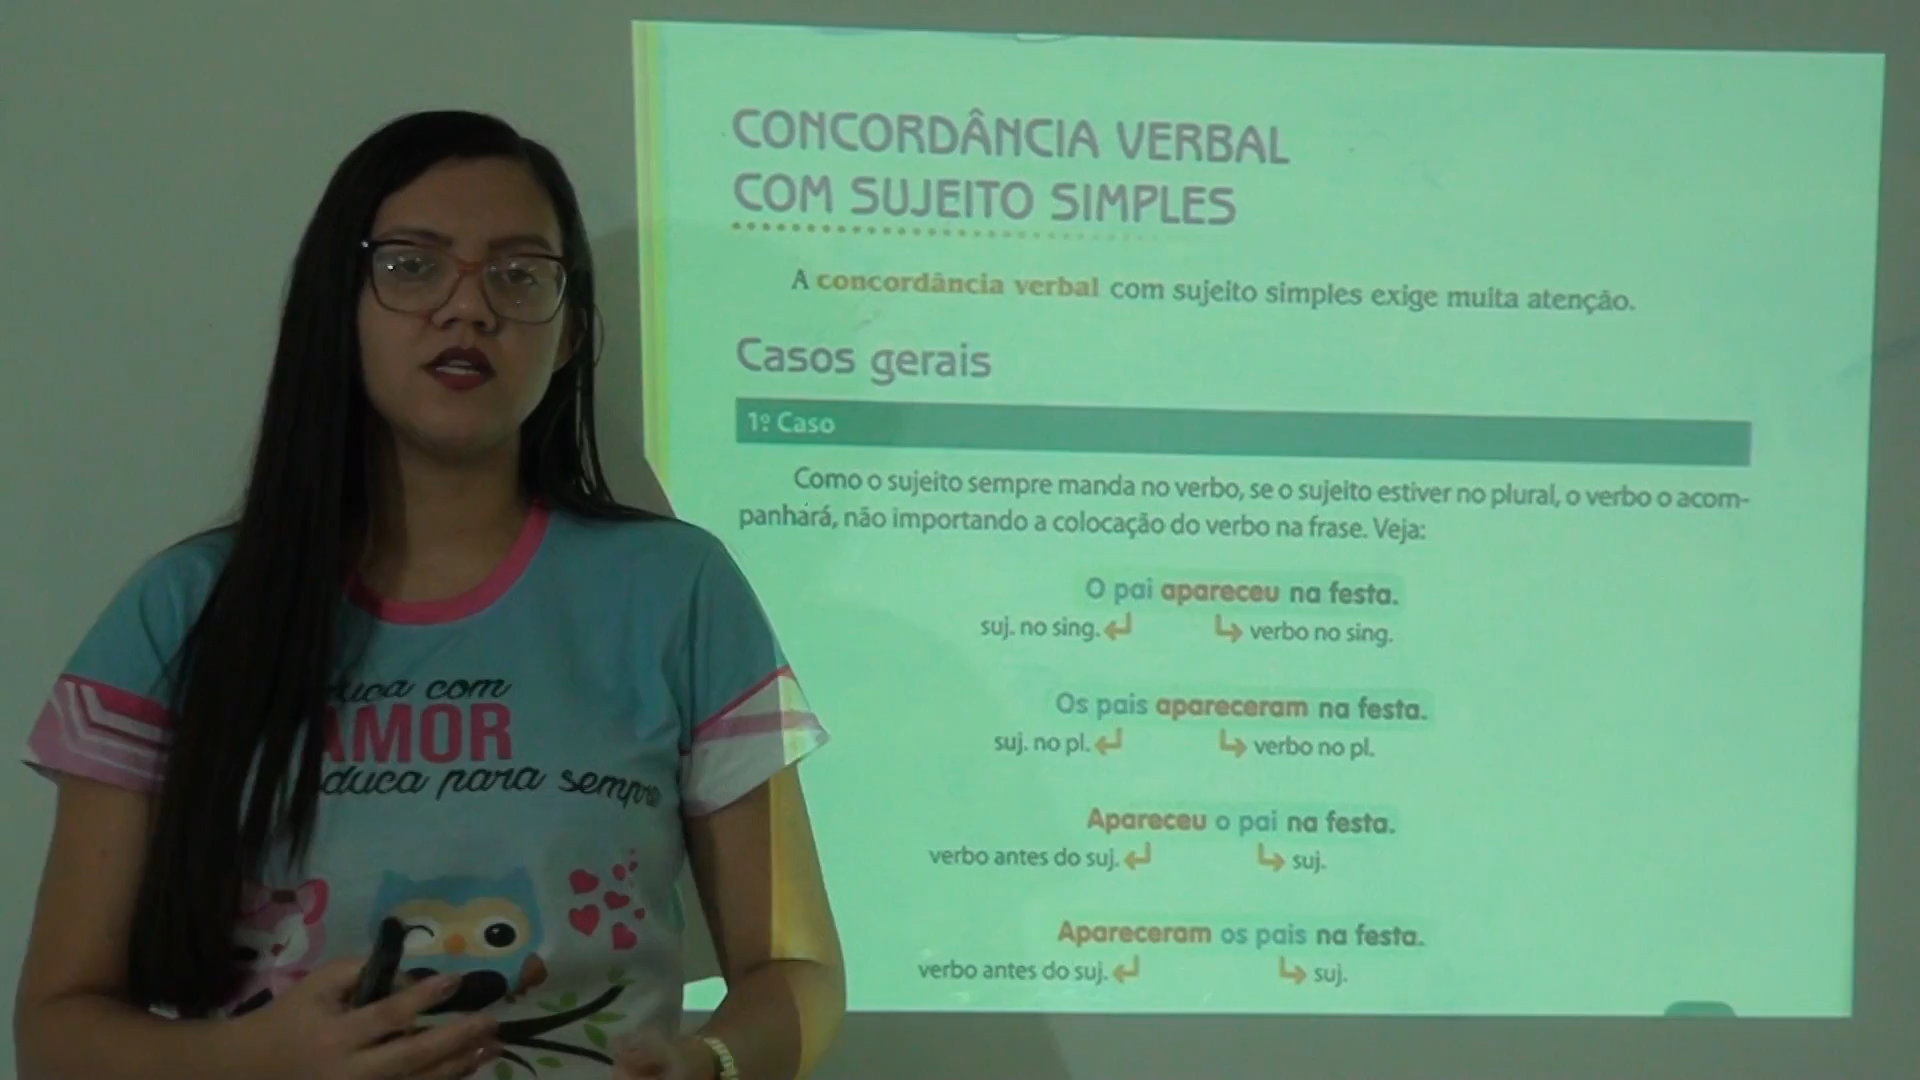 CONCORDÂNCIA VERBAL
COM SUJEITO SIMPLES
A concordância verbal com sujeito simples exige muita atenção.
Casos gerais
1º Caso
Como o sujeito sempre manda no verbo, se o sujeito estiver no plural, o verbo o acom-
panhará, não importando a colocação do verbo na frase. Veja:
O pai apareceu na festa.
suj. no sing. verbo no sing.
Os pais apareceram na festa.
suj. no pl. verbo no pl.
Apareceu o pai na festa.
verbo antes do suj. suj.
Apareceram os pais na festa.
verbo antes do suj. suj.
com
AMOR
duca para sempre